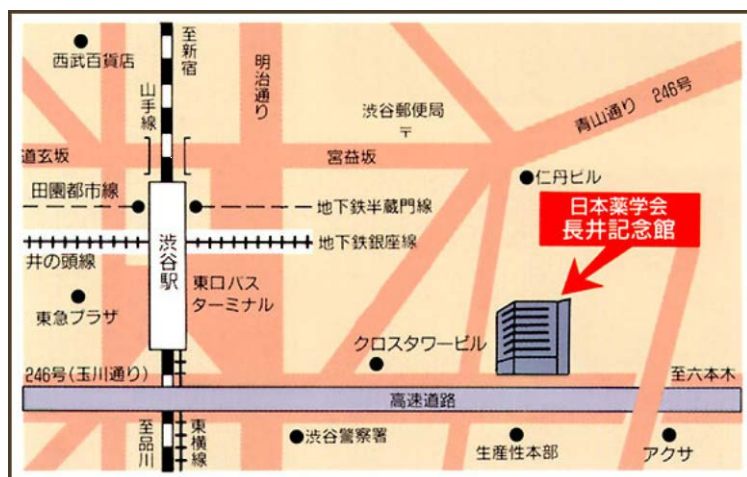 至新宿
西武百貨店
山手線
明治通り
渋谷郵便局
〒
青山通り 246号
道玄坂
宮益坂
仁丹ビル
田園都市線
地下鉄半蔵門線
日本薬学会
長井記念館
渋谷駅
地下鉄銀座線
井の頭線
東口バス
ターミナル
東急プラザ
クロスタワービル
246号(玉川通り)
至六本木
高速道路
至品川
東横線
渋谷警察署
生産性本部
アクサ